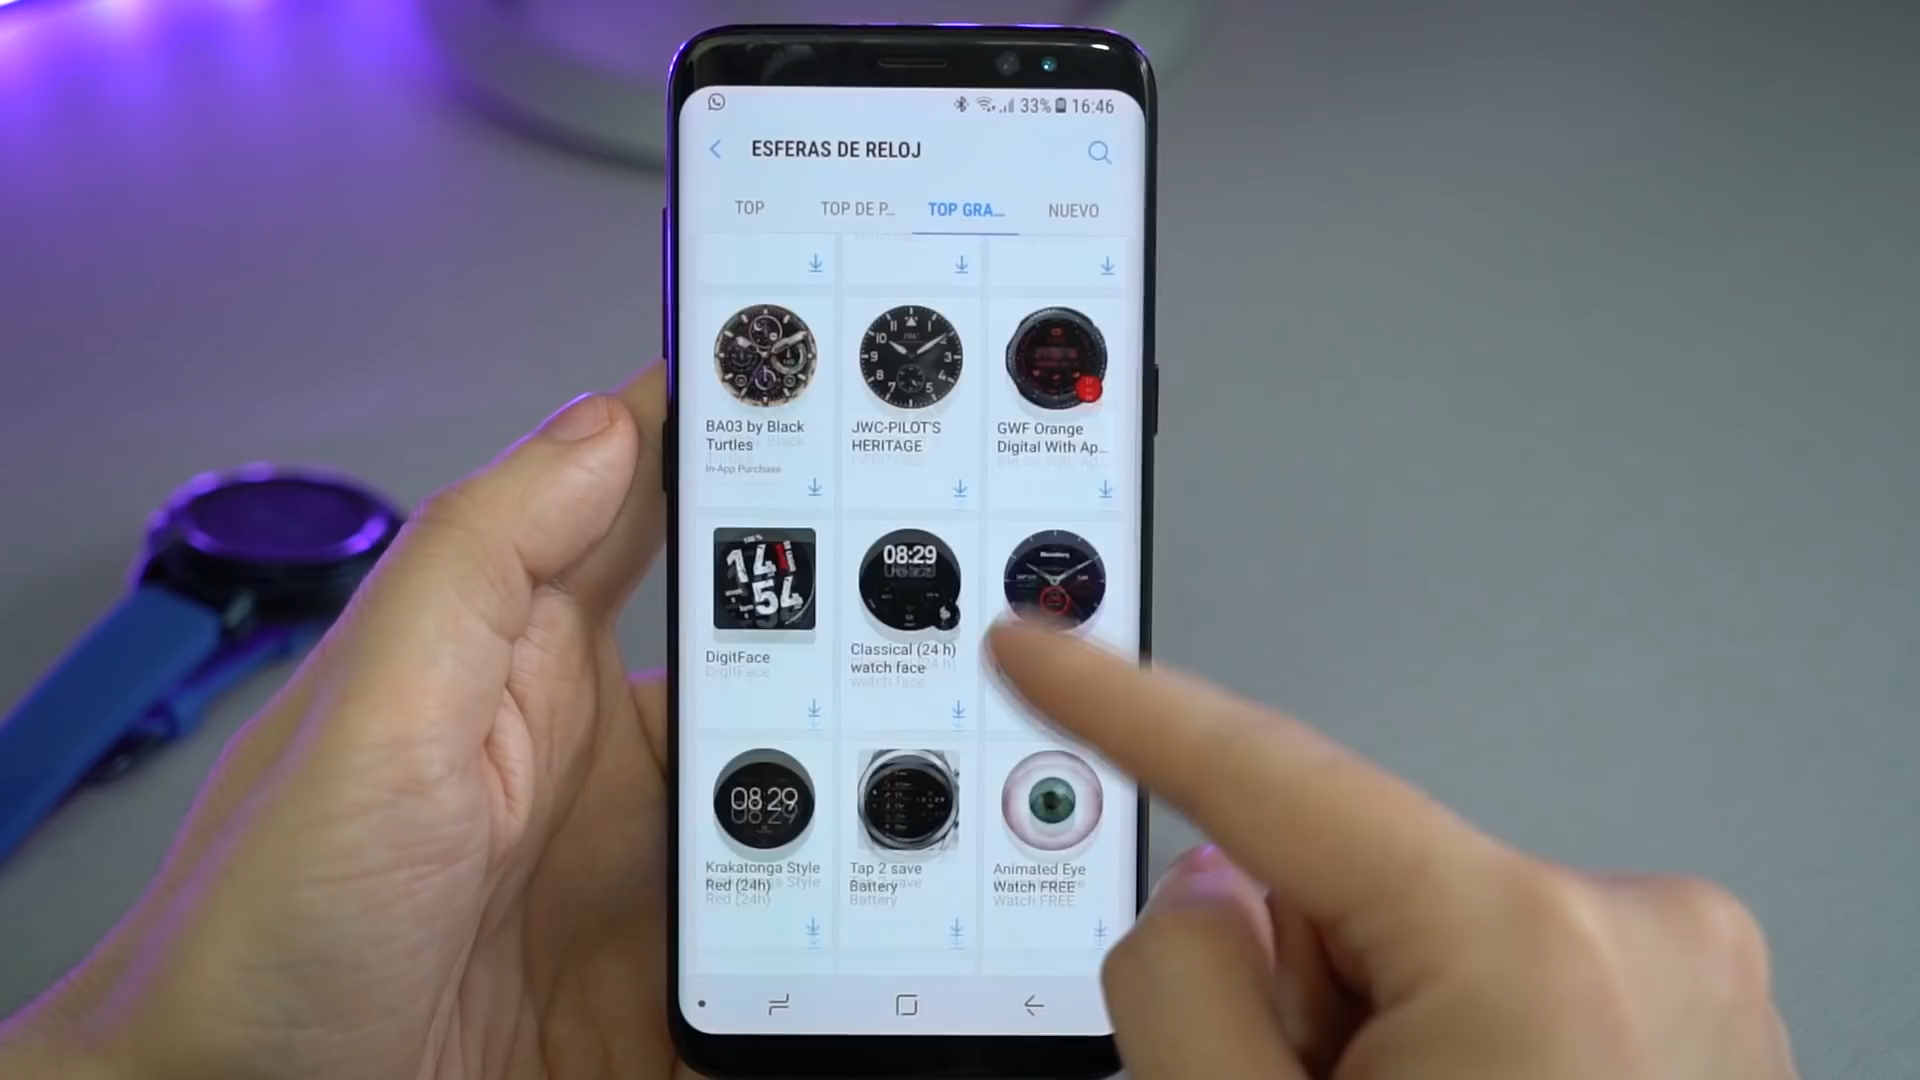 33% 16:46
ESFERAS DE RELOJ
TOP TOP DE P... TOP GRA... NUEVO
BA03 by Black
Turtles
In-App Purchase
JWC-PILOT'S
HERITAGE
GWF Orange
Digital With Ap...
14
54
08:29
Bloomberg
DigitFace
Classical (24 h)
watch face
08:29
Krakatonga Style
Red (24h)
Tap 2 save
Battery
Animated Eye
Watch FREE